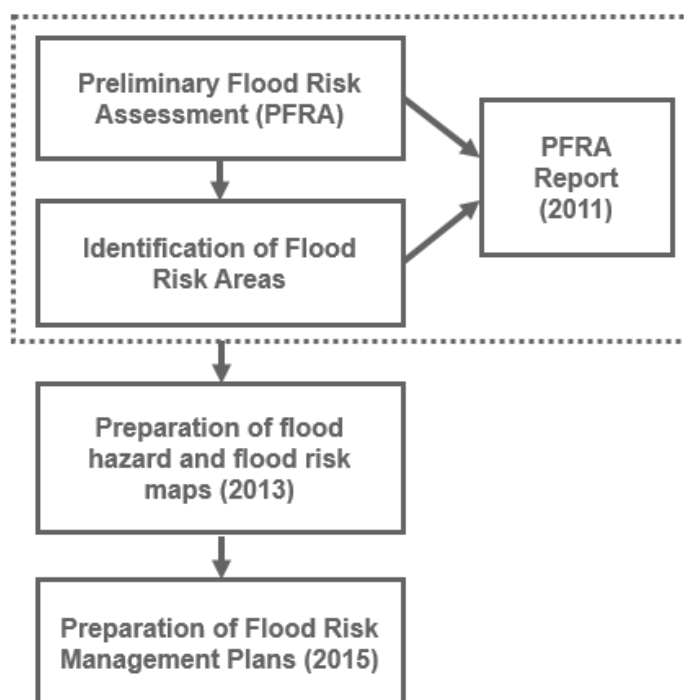 Preliminary Flood Risk
Assessment (PFRA)
PFRA
Report
(2011)
Identification of Flood
Risk Areas
Preparation of flood
hazard and flood risk
maps (2013)
Preparation of Flood Risk
Management Plans (2015)